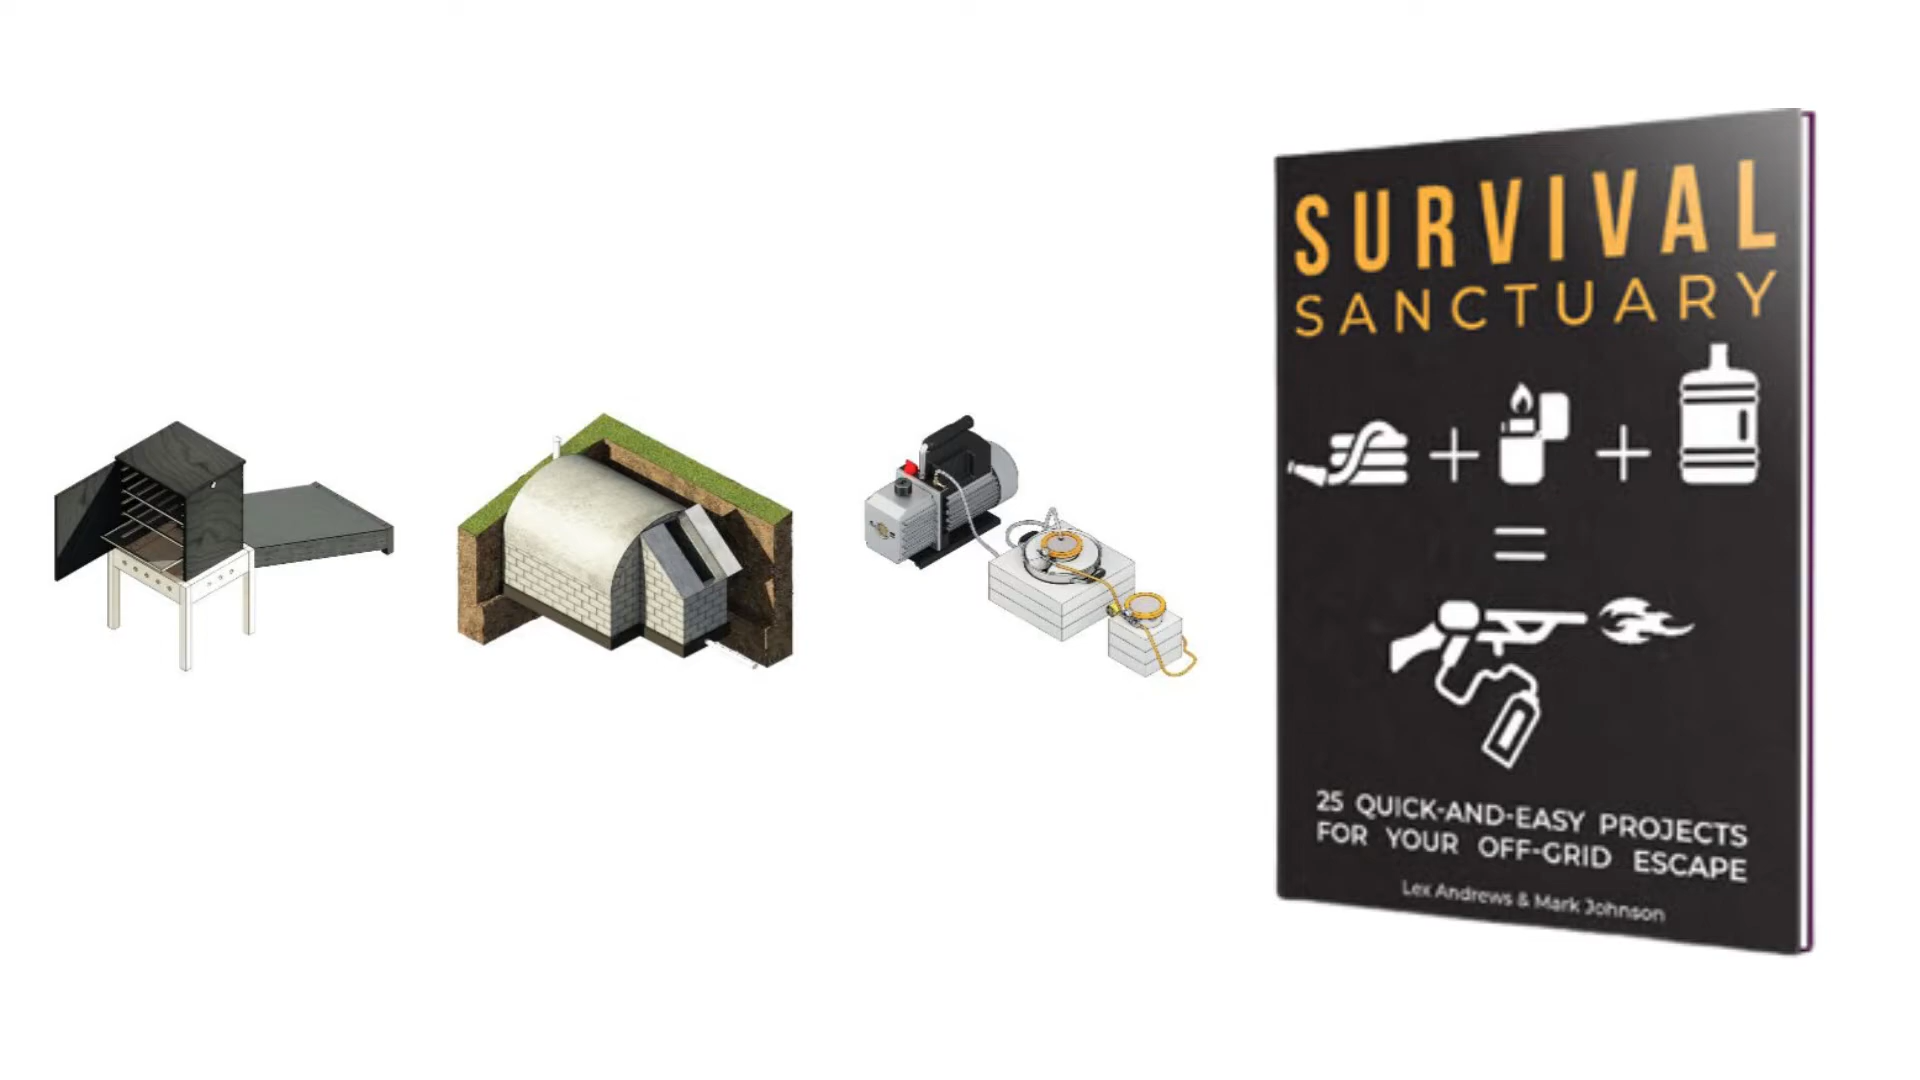 SURVIVAL
SANCTUARY
25 QUICK-AND-EASY PROJECTS
FOR YOUR OFF-GRID ESCAPE
Lex Andrews & Mark Johnson